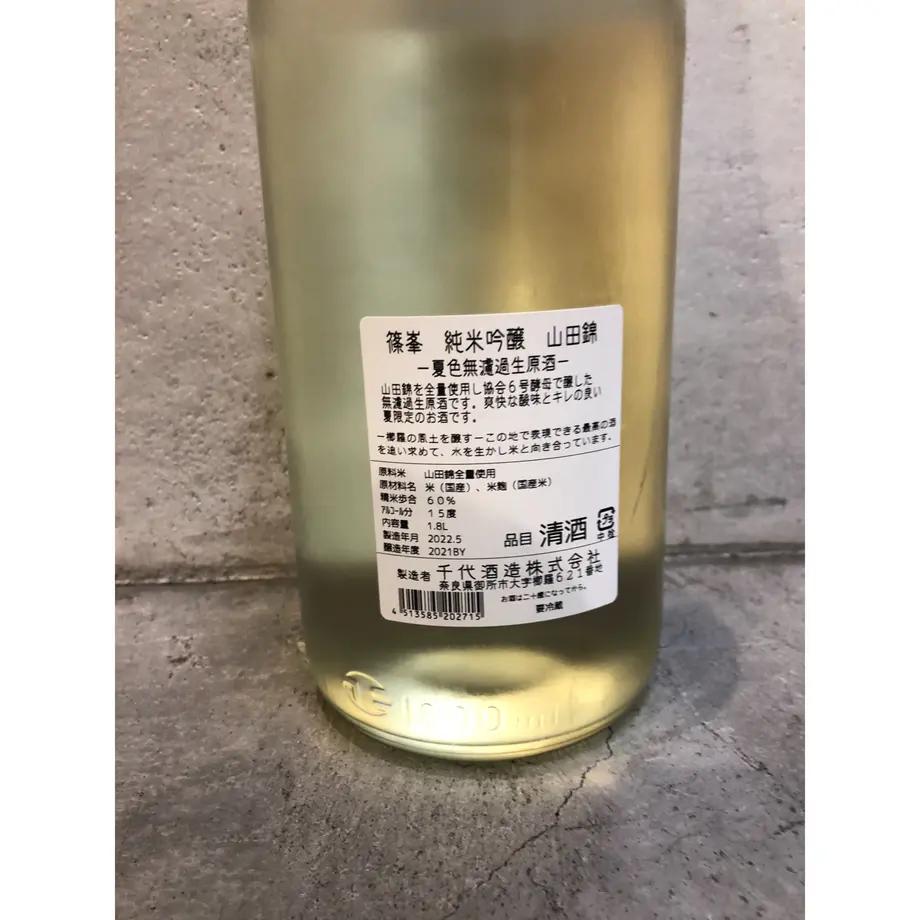 篠峯 純米吟醸 山田錦
ー夏色無濾過生原酒ー
山田錦を全量使用し協会6号酵母で醸した
無濾過生原酒です。爽快な酸味とキレの良い
夏限定のお酒です。
ー櫛羅の風土を醸すーこの地で表現できる最高の酒
を追い求めて、水を生かし米と向き合っています。
原料米 山田錦全量使用
原材料名 米(国産)、米麹(国産米)
精米歩合 60%
アルコール分 15度
内容量 1.8L
製造年月 2022.5
醸造年度 2021BY
品目 清酒
中栓
製造者 千代酒造株式会社
奈良県御所市大字櫛羅621番地
お酒は二十歳になってから。
要冷蔵
4 513585 202715
1800ml